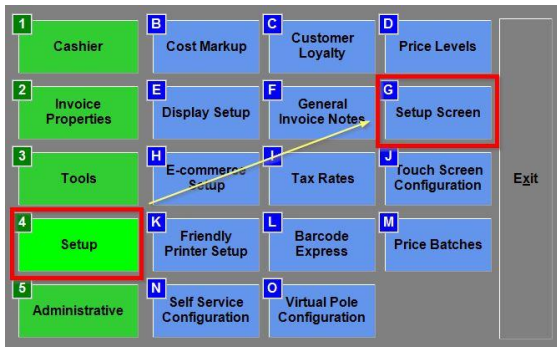 1
Cashier
B
Cost Markup
C
Customer
Loyalty
D
Price Levels
2
Invoice
Properties
E
Display Setup
F
General
Invoice Notes
G
Setup Screen
3
Tools
H
E-commerce
Setup
I
Tax Rates
J
Touch Screen
Configuration
Exit
4
Setup
K
Friendly
Printer Setup
L
Barcode
Express
M
Price Batches
5
Administrative
N
Self Service
Configuration
O
Virtual Pole
Configuration